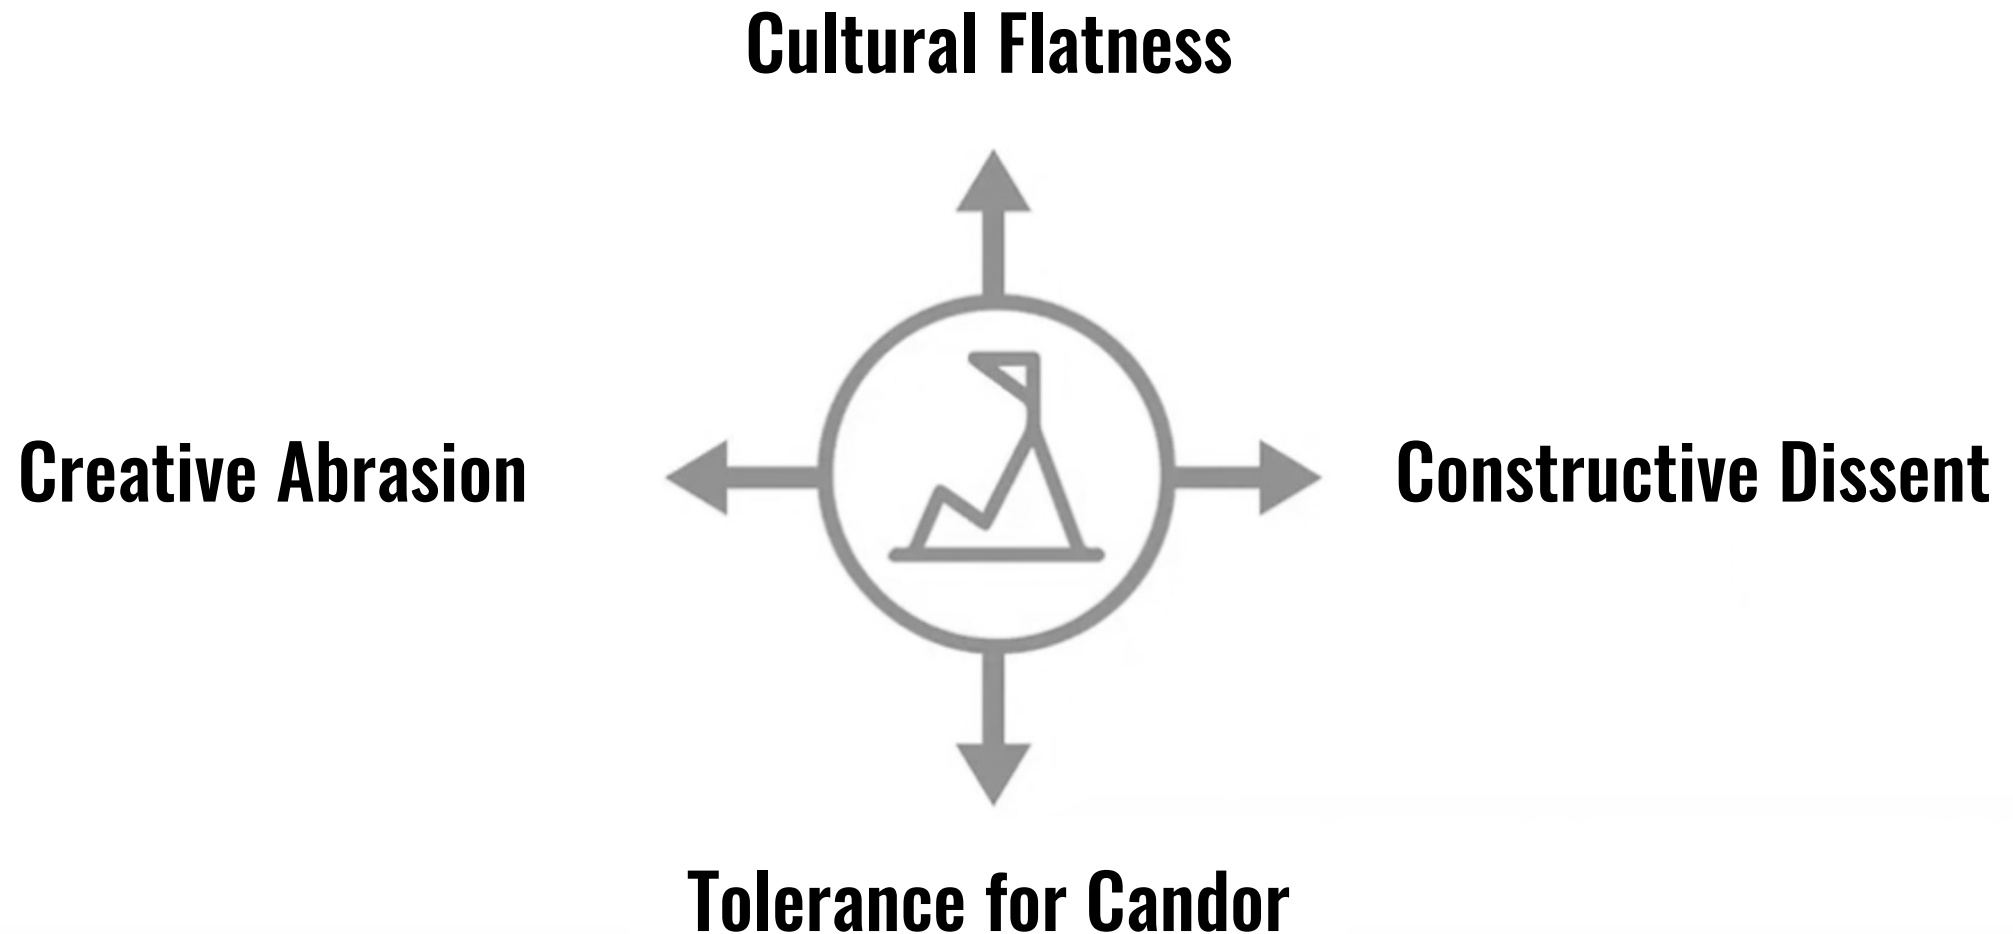 Cultural Flatness
Creative Abrasion
Constructive Dissent
Tolerance for Candor